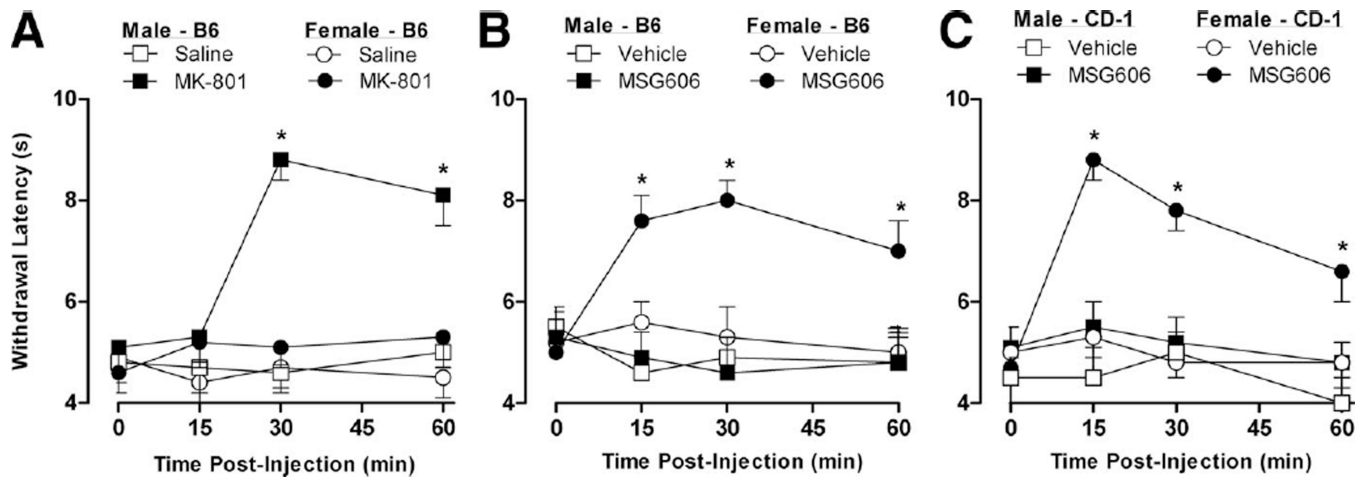 A
Male - B6 Female - B6
Saline Saline
MK-801 MK-801
B
Male - B6 Female - B6
Vehicle Vehicle
MSG606 MSG606
C
Male - CD-1 Female - CD-1
Vehicle Vehicle
MSG606 MSG606
Withdrawal Latency (s)
10
8
6
4
* *
0 15 30 45 60
Time Post-Injection (min)
10
8
6
4
* * *
0 15 30 45 60
Time Post-Injection (min)
10
8
6
4
* * *
0 15 30 45 60
Time Post-Injection (min)